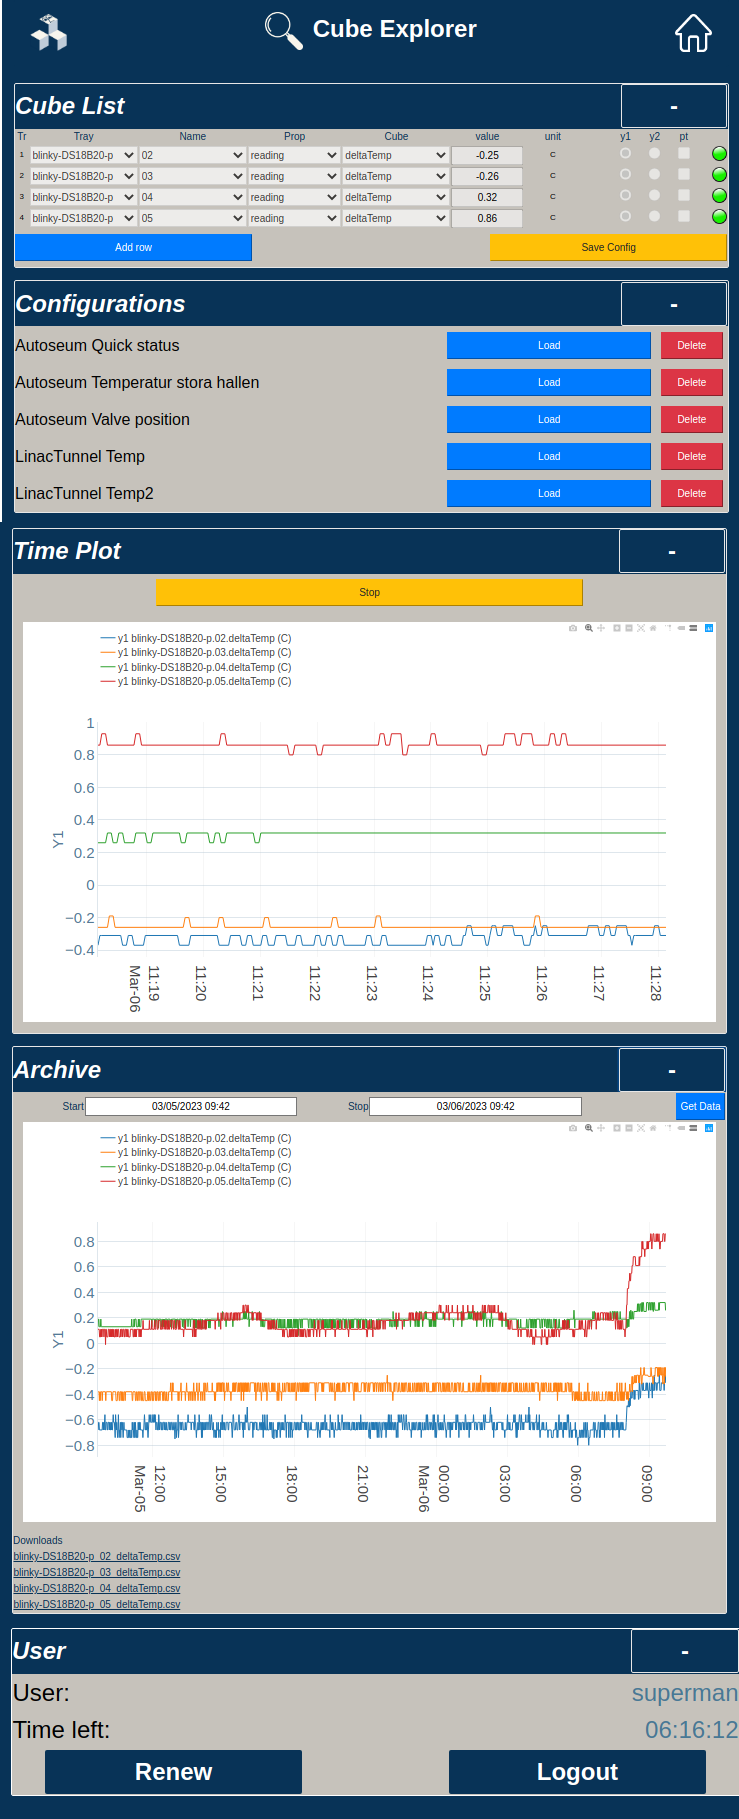 Cube Explorer
Cube List -
Tr Tray Name Prop Cube value unit y1 y2 pt
1 blinky-DS18B20-p 02 reading deltaTemp -0.25 C
2 blinky-DS18B20-p 03 reading deltaTemp -0.26 C
3 blinky-DS18B20-p 04 reading deltaTemp 0.32 C
4 blinky-DS18B20-p 05 reading deltaTemp 0.86 C
Add row Save Config
Configurations -
Autoseum Quick status Load Delete
Autoseum Temperatur stora hallen Load Delete
Autoseum Valve position Load Delete
LinacTunnel Temp Load Delete
LinacTunnel Temp2 Load Delete
Time Plot -
Stop
y1 blinky-DS18B20-p.02.deltaTemp (C)
y1 blinky-DS18B20-p.03.deltaTemp (C)
y1 blinky-DS18B20-p.04.deltaTemp (C)
y1 blinky-DS18B20-p.05.deltaTemp (C)
1
0.8
0.6
0.4
0.2
0
−0.2
−0.4
Y1
11:19 11:20 11:21 11:22 11:23 11:24 11:25 11:26 11:27 11:28
Mar-06
Archive -
Start 03/05/2023 09:42 Stop 03/06/2023 09:42 Get Data
y1 blinky-DS18B20-p.02.deltaTemp (C)
y1 blinky-DS18B20-p.03.deltaTemp (C)
y1 blinky-DS18B20-p.04.deltaTemp (C)
y1 blinky-DS18B20-p.05.deltaTemp (C)
0.8
0.6
0.4
0.2
0
−0.2
−0.4
−0.6
−0.8
Y1
12:00 15:00 18:00 21:00 00:00 03:00 06:00 09:00
Mar-05 Mar-06
Downloads
blinky-DS18B20-p_02_deltaTemp.csv
blinky-DS18B20-p_03_deltaTemp.csv
blinky-DS18B20-p_04_deltaTemp.csv
blinky-DS18B20-p_05_deltaTemp.csv
User -
User: superman
Time left: 06:16:12
Renew Logout